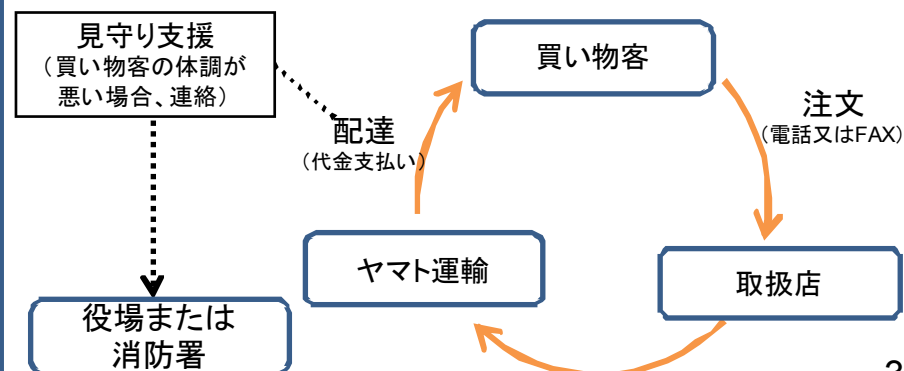 見守り支援
（買い物客の体調が
悪い場合、連絡）
買い物客
注文
（電話又はFAX）
配達
（代金支払い）
ヤマト運輸
取扱店
役場または
消防署